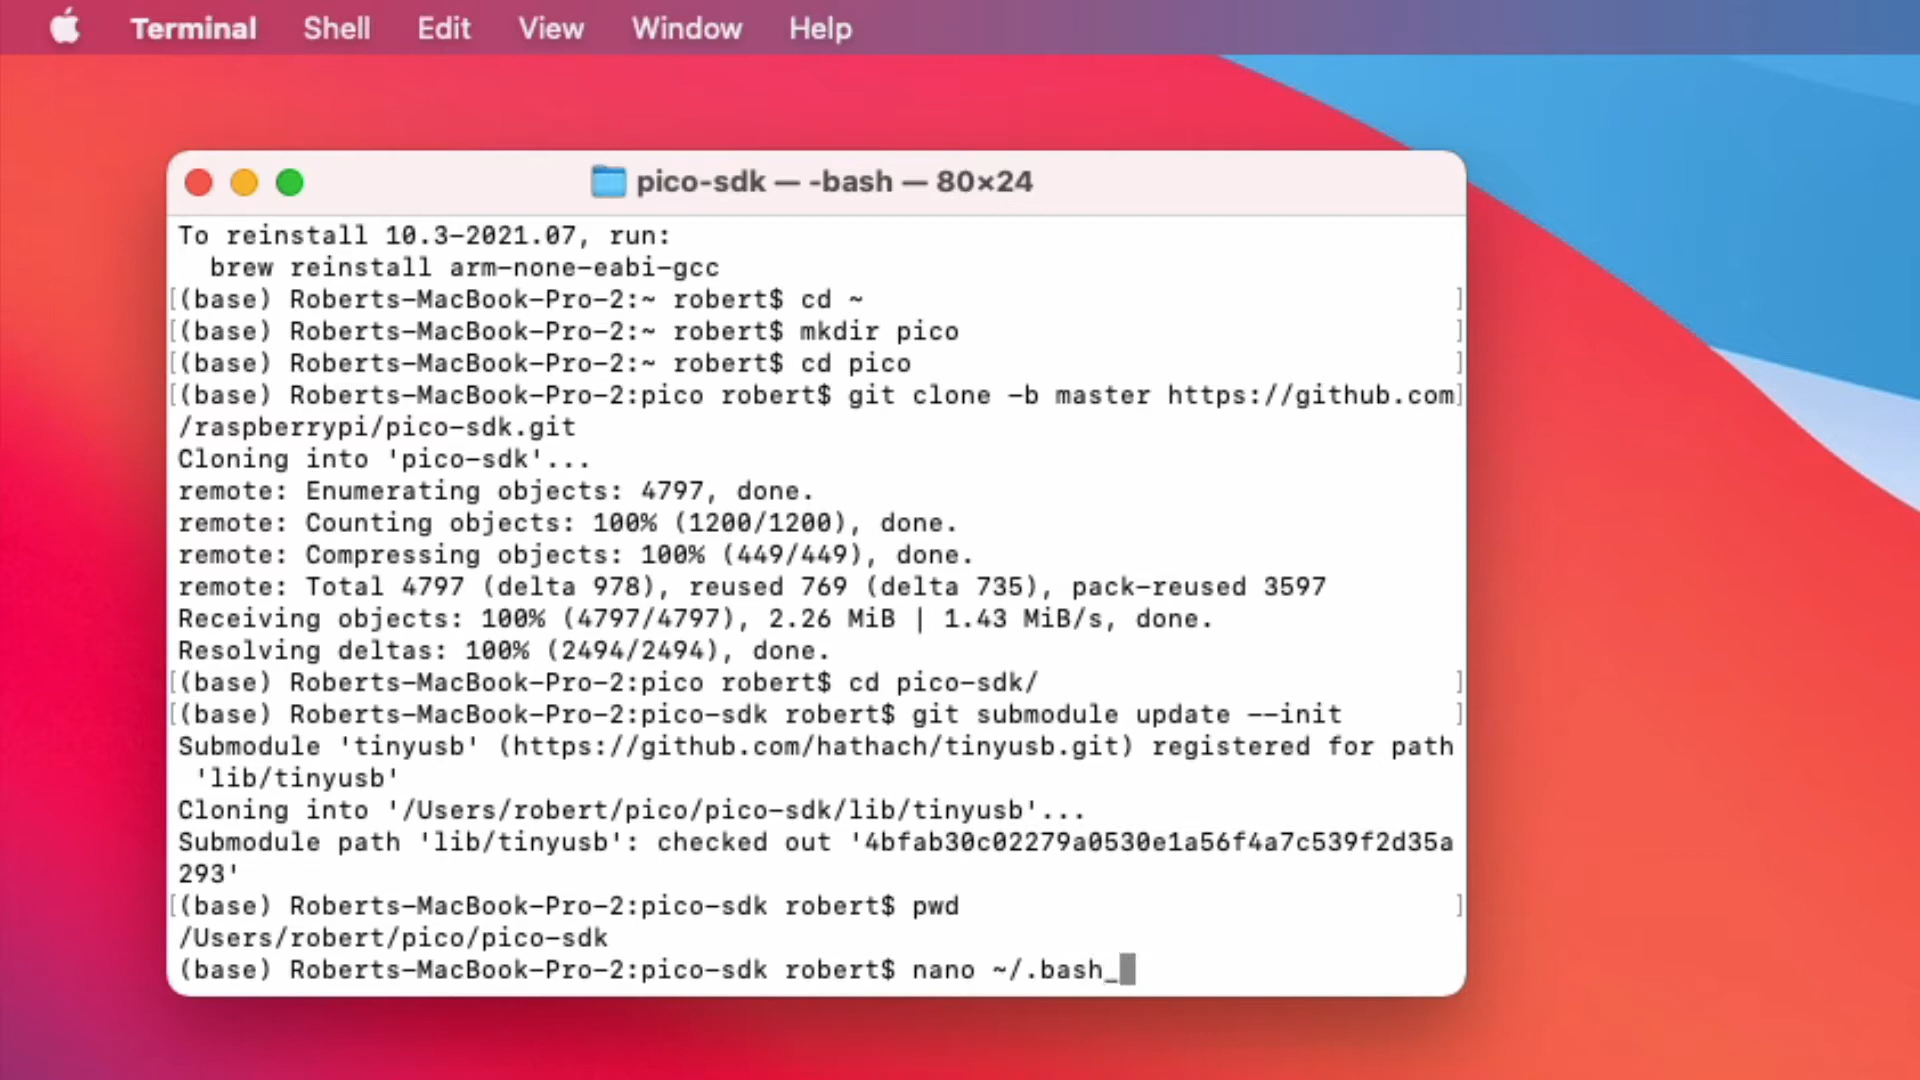 Terminal Shell Edit View Window Help
pico-sdk — -bash — 80×24
To reinstall 10.3-2021.07, run:
  brew reinstall arm-none-eabi-gcc
[(base) Roberts-MacBook-Pro-2:~ robert$ cd ~ ]
[(base) Roberts-MacBook-Pro-2:~ robert$ mkdir pico ]
[(base) Roberts-MacBook-Pro-2:~ robert$ cd pico ]
[(base) Roberts-MacBook-Pro-2:pico robert$ git clone -b master https://github.com]
/raspberrypi/pico-sdk.git
Cloning into 'pico-sdk'...
remote: Enumerating objects: 4797, done.
remote: Counting objects: 100% (1200/1200), done.
remote: Compressing objects: 100% (449/449), done.
remote: Total 4797 (delta 978), reused 769 (delta 735), pack-reused 3597
Receiving objects: 100% (4797/4797), 2.26 MiB | 1.43 MiB/s, done.
Resolving deltas: 100% (2494/2494), done.
[(base) Roberts-MacBook-Pro-2:pico robert$ cd pico-sdk/ ]
[(base) Roberts-MacBook-Pro-2:pico-sdk robert$ git submodule update --init ]
Submodule 'tinyusb' (https://github.com/hathach/tinyusb.git) registered for path
 'lib/tinyusb'
Cloning into '/Users/robert/pico/pico-sdk/lib/tinyusb'...
Submodule path 'lib/tinyusb': checked out '4bfab30c02279a0530e1a56f4a7c539f2d35a
293'
[(base) Roberts-MacBook-Pro-2:pico-sdk robert$ pwd ]
/Users/robert/pico/pico-sdk
(base) Roberts-MacBook-Pro-2:pico-sdk robert$ nano ~/.bash_